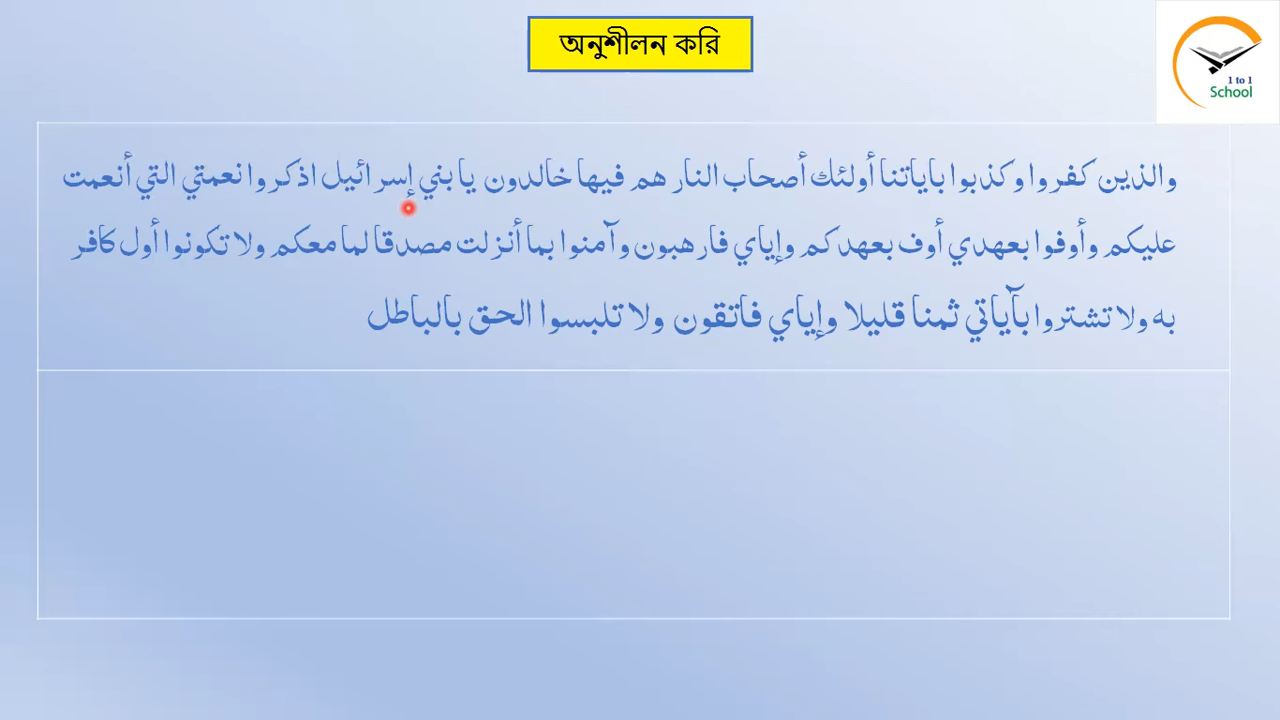 অনুশীলন করি
1 to 1
School
والذين كفروا وكذبوا باياتنا أولئك أصحاب النار هم فيها خالدون يا بني إسرائيل اذكروا نعمتي التي أنعمت
عليكم وأوفوا بعهدي أوف بعهدكم وإياي فارهبون وآمنوا بما أنزلت مصدقا لما معكم ولا تكونوا أول كافر
به ولا تشتروا بآياتي ثمنا قليلا وإياي فاتقون ولا تلبسوا الحق بالباطل